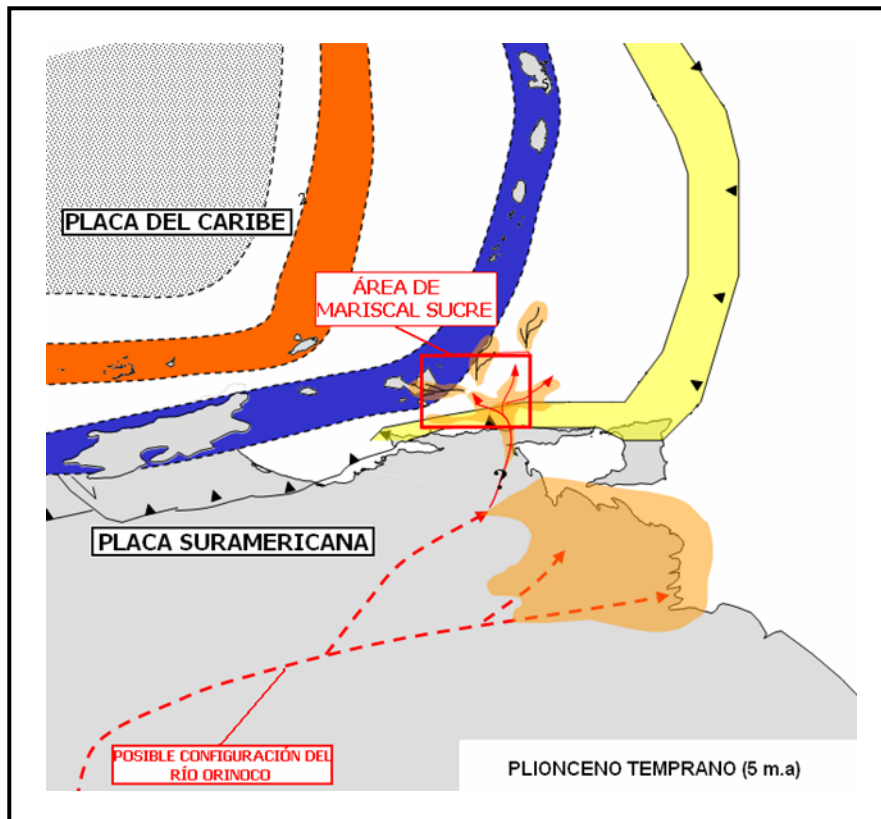 PLACA DEL CARIBE
ÁREA DE
MARISCAL SUCRE
?
PLACA SURAMERICANA
POSIBLE CONFIGURACIÓN DEL
RÍO ORINOCO
PLIONCENO TEMPRANO (5 m.a)